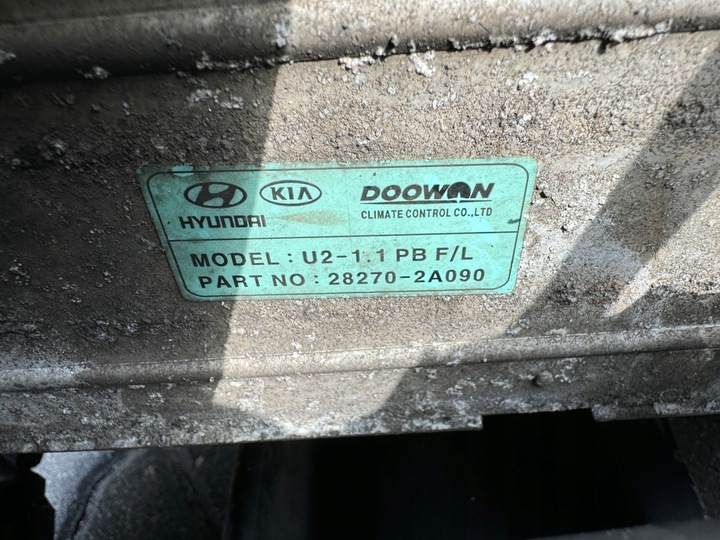 KIA DOOWON
HYUNDAI CLIMATE CONTROL CO.,LTD
MODEL : U2-1.1 PB F/L
PART NO : 28270-2A090